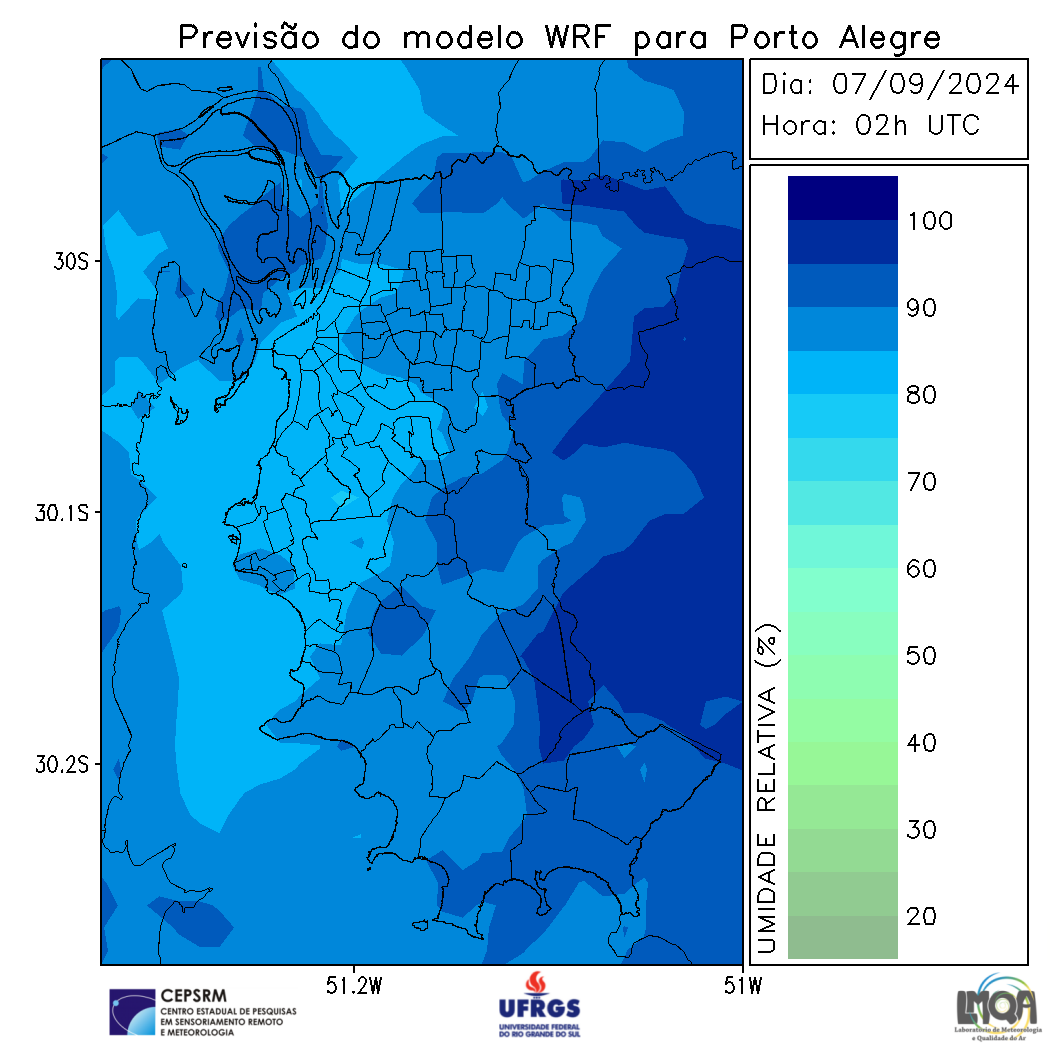 Previsão do modelo WRF para Porto Alegre
Dia: 07/09/2024
Hora: 02h UTC
30S
30.1S
30.2S
51.2W
51W
100
90
80
70
60
50
40
30
20
UMIDADE RELATIVA (%)
CEPSRM
CENTRO ESTADUAL DE PESQUISAS
EM SENSORIAMENTO REMOTO
E METEOROLOGIA
UFRGS
UNIVERSIDADE FEDERAL
DO RIO GRANDE DO SUL
LMQA
Laboratório de Meteorologia
e Qualidade do Ar